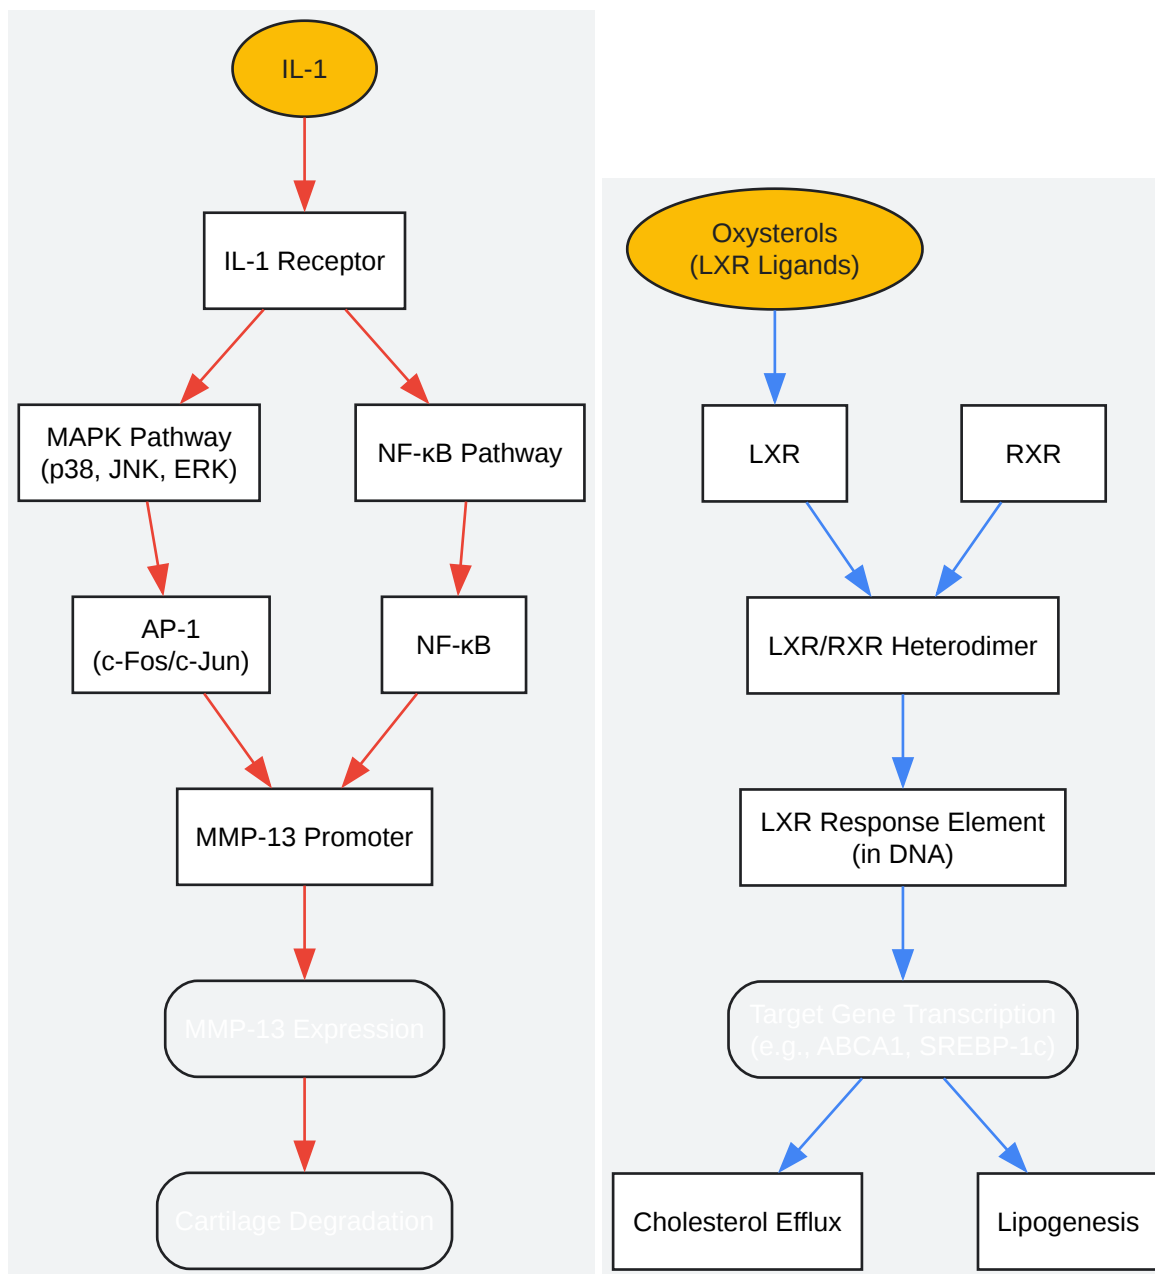 IL-1
IL-1 Receptor
MAPK Pathway
(p38, JNK, ERK)
NF-κB Pathway
AP-1
(c-Fos/c-Jun)
NF-κB
MMP-13 Promoter
MMP-13 Expression
Cartilage Degradation
Oxysterols
(LXR Ligands)
LXR
RXR
LXR/RXR Heterodimer
LXR Response Element
(in DNA)
Target Gene Transcription
(e.g., ABCA1, SREBP-1c)
Cholesterol Efflux
Lipogenesis